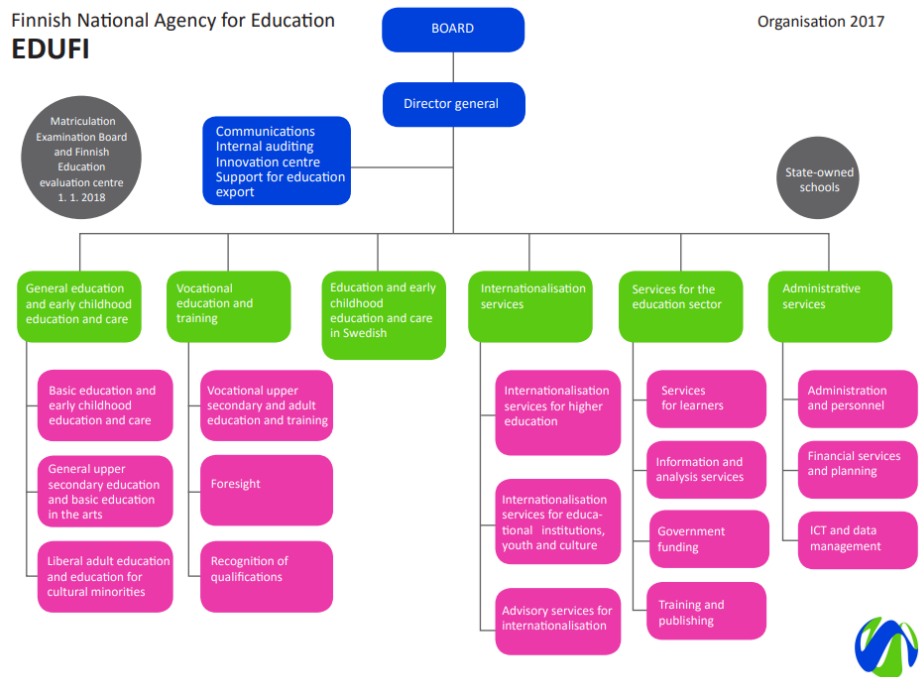 Finnish National Agency for Education
EDUFI
Organisation 2017
BOARD
Director general
Communications
Internal auditing
Innovation centre
Support for education
export
Matriculation
Examination Board
and Finnish
Education
evaluation centre
1. 1. 2018
State-owned
schools
General education
and early childhood
education and care
Vocational
education and
training
Education and early
childhood
education and care
in Swedish
Internationalisation
services
Services for the
education sector
Administrative
services
Basic education and
early childhood
education and care
General upper
secondary education
and basic education
in the arts
Liberal adult education
and education for
cultural minorities
Vocational upper
secondary and adult
education and training
Foresight
Recognition of
qualifications
Internationalisation
services for higher
education
Internationalisation
services for educa-
tional institutions,
youth and culture
Advisory services for
internationalisation
Services
for learners
Information and
analysis services
Government
funding
Training and
publishing
Administration
and personnel
Financial services
and planning
ICT and data
management